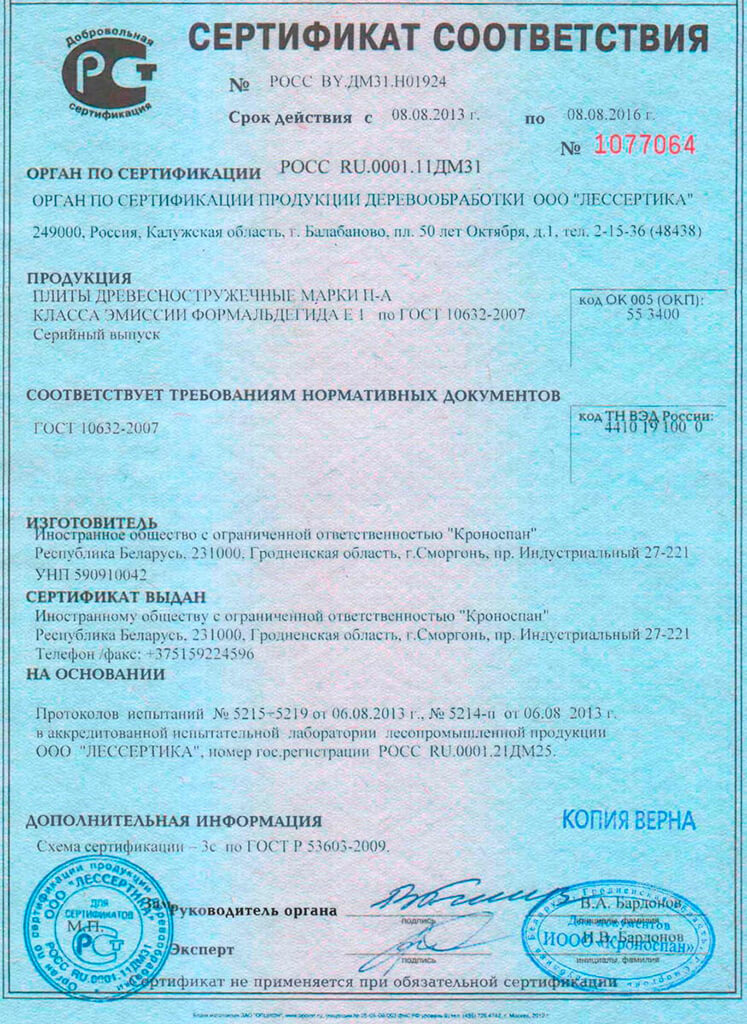 Добровольная
РСТ
сертификация
СЕРТИФИКАТ СООТВЕТСТВИЯ
№ РОСС BY.ДМ31.Н01924
Срок действия с 08.08.2013 г. по 08.08.2016 г.
№ 1077064
ОРГАН ПО СЕРТИФИКАЦИИ РОСС RU.0001.11ДМ31
ОРГАН ПО СЕРТИФИКАЦИИ ПРОДУКЦИИ ДЕРЕВООБРАБОТКИ ООО "ЛЕССЕРТИКА"
249000, Россия, Калужская область, г. Балабаново, пл. 50 лет Октября, д.1, тел. 2-15-36 (48438)
ПРОДУКЦИЯ
ПЛИТЫ ДРЕВЕСНОСТРУЖЕЧНЫЕ МАРКИ П-А
КЛАССА ЭМИССИИ ФОРМАЛЬДЕГИДА Е 1 по ГОСТ 10632-2007
Серийный выпуск
код ОК 005 (ОКП):
55 3400
СООТВЕТСТВУЕТ ТРЕБОВАНИЯМ НОРМАТИВНЫХ ДОКУМЕНТОВ
ГОСТ 10632-2007
код ТН ВЭД России:
4410 19 100 0
ИЗГОТОВИТЕЛЬ
Иностранное общество с ограниченной ответственностью "Кроноспан"
Республика Беларусь, 231000, Гродненская область, г.Сморгонь, пр. Индустриальный 27-221
УНП 590910042
СЕРТИФИКАТ ВЫДАН
Иностранному обществу с ограниченной ответственностью "Кроноспан"
Республика Беларусь, 231000, Гродненская область, г.Сморгонь, пр. Индустриальный 27-221
Телефон /факс: +375159224596
НА ОСНОВАНИИ
Протоколов испытаний № 5215÷5219 от 06.08.2013 г., № 5214-п от 06.08 2013 г.
в аккредитованной испытательной лаборатории лесопромышленной продукции
ООО "ЛЕССЕРТИКА", номер гос.регистрации РОСС RU.0001.21ДМ25.
ДОПОЛНИТЕЛЬНАЯ ИНФОРМАЦИЯ
КОПИЯ ВЕРНА
Схема сертификации – 3с по ГОСТ Р 53603-2009.
ООО "ЛЕССЕРТИКА"
ДЛЯ
СЕРТИФИКАТОВ
РСТ
РОСС RU.0001.11ДМ31
М.П.
Зам. Руководитель органа
подпись
В.А. Бардонов
инициалы, фамилия
Эксперт
подпись
Н.В. Бардонов
инициалы, фамилия
Для документов
ИООО «Кроноспан»
Сертификат не применяется при обязательной сертификации